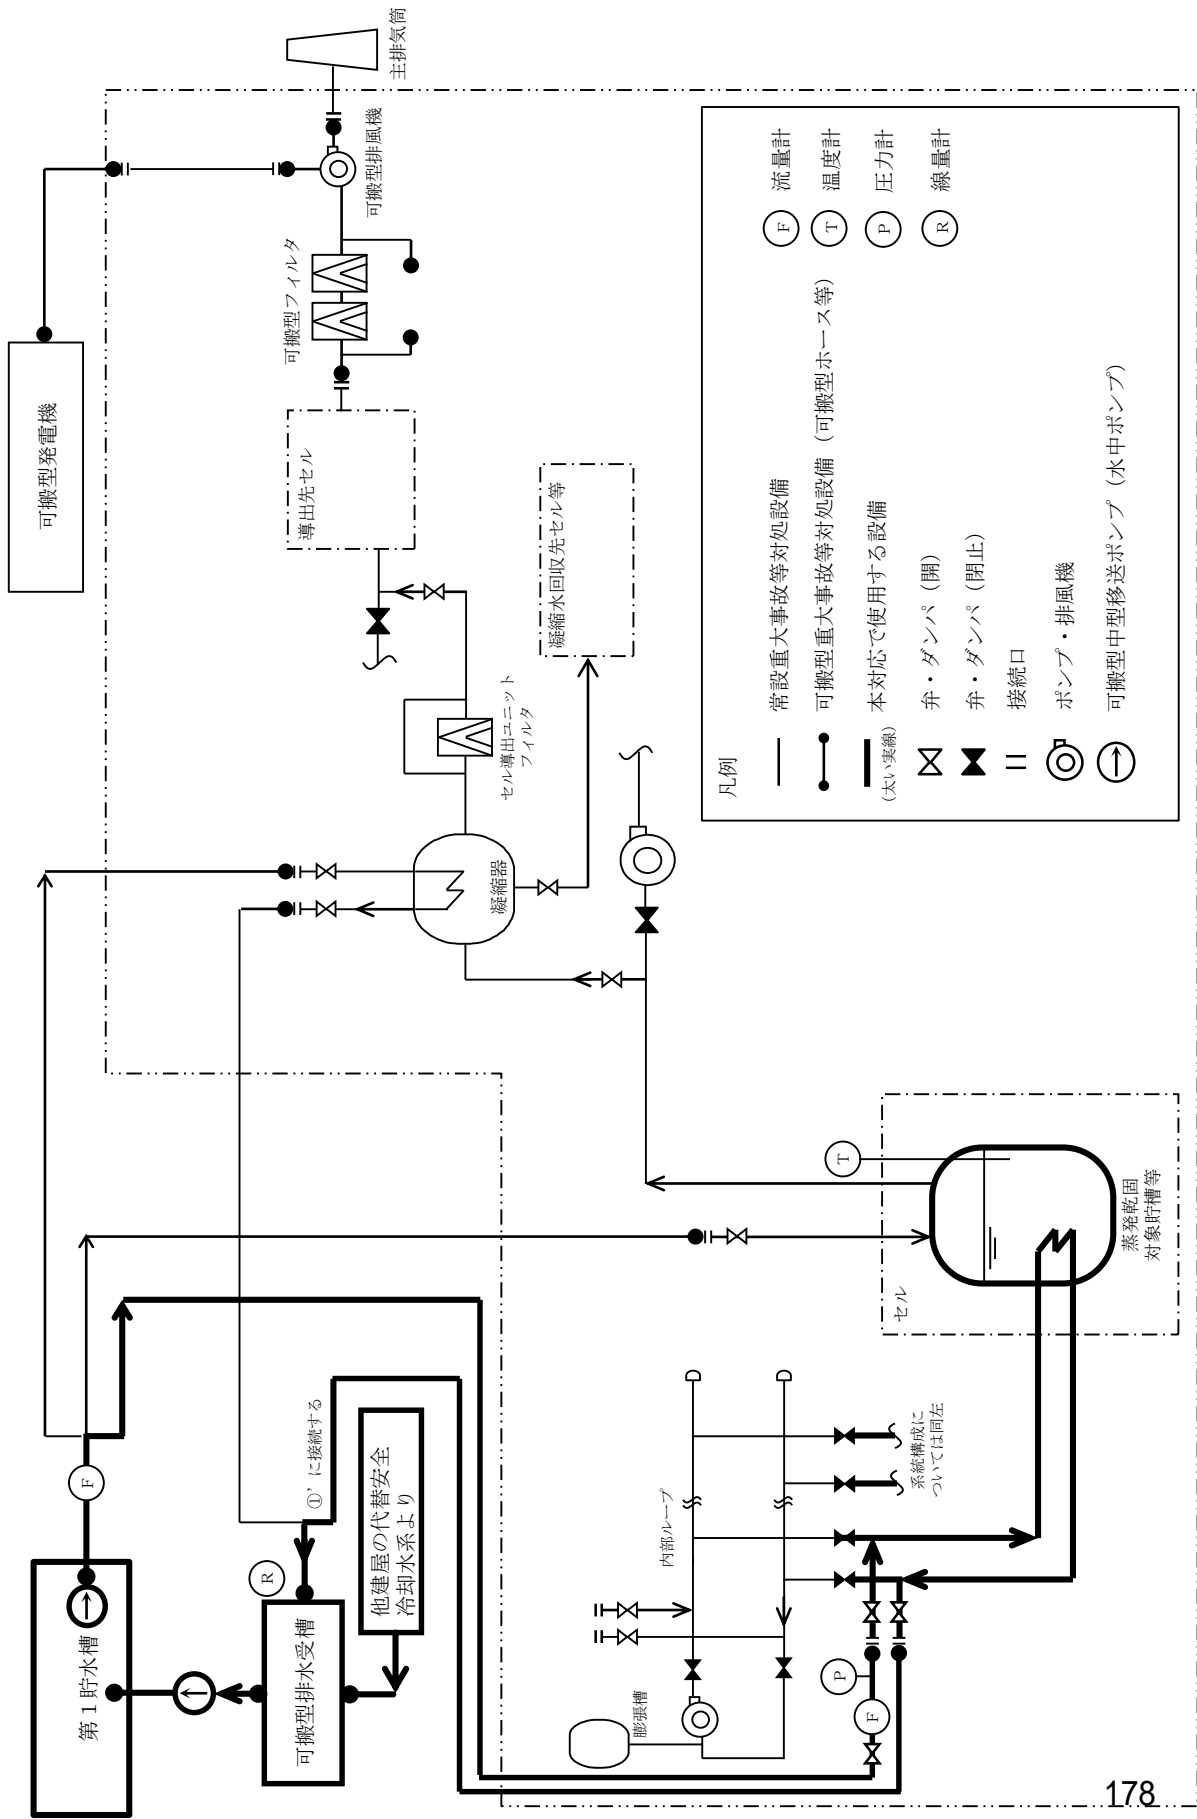 可搬型発電機
主排気筒
可搬型排風機
可搬型フィルタ
導出先セル
凝縮水回収先セル等
セル導出ユニット
フィルタ
凝縮器
凡例
常設重大事故等対処設備
可搬型重大事故等対処設備（可搬型ホース等）
本対応で使用する設備
(太い実線)
弁・ダンパ（開）
弁・ダンパ（閉止）
接続口
ポンプ・排風機
可搬型中型移送ポンプ（水中ポンプ）
F 流量計
T 温度計
P 圧力計
R 線量計
第１貯水槽
F
①’に接続する
R
可搬型排水受槽
他建屋の代替安全
冷却水系より
内部ループ
膨張槽
P
F
系統構成に
ついては同左
セル
T
蒸発乾固
対象貯槽等
178